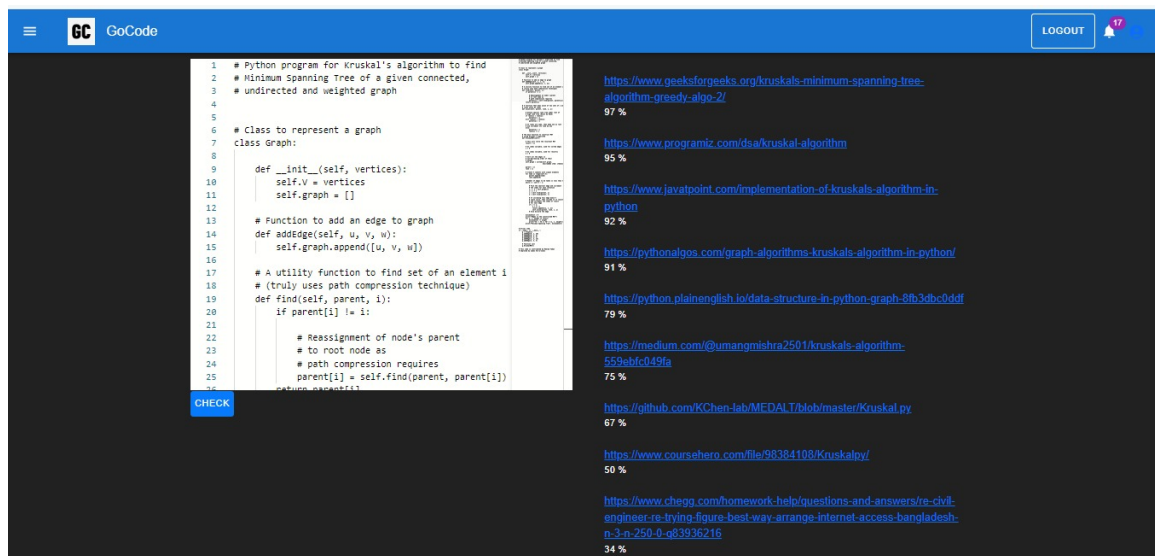 GC GoCode LOGOUT 17
1 # Python program for Kruskal's algorithm to find
2 # Minimum Spanning Tree of a given connected,
3 # undirected and weighted graph
4
5
6 # Class to represent a graph
7 class Graph:
8
9 def __init__(self, vertices):
10 self.V = vertices
11 self.graph = []
12
13 # Function to add an edge to graph
14 def addEdge(self, u, v, w):
15 self.graph.append([u, v, w])
16
17 # A utility function to find set of an element i
18 # (truly uses path compression technique)
19 def find(self, parent, i):
20 if parent[i] != i:
21
22 # Reassignment of node's parent
23 # to root node as
24 # path compression requires
25 parent[i] = self.find(parent, parent[i])
26 return parent[i]
CHECK
https://www.geeksforgeeks.org/kruskals-minimum-spanning-tree-
algorithm-greedy-algo-2/
97 %
https://www.programiz.com/dsa/kruskal-algorithm
95 %
https://www.javatpoint.com/implementation-of-kruskals-algorithm-in-
python
92 %
https://pythonalgos.com/graph-algorithms-kruskals-algorithm-in-python/
91 %
https://python.plainenglish.io/data-structure-in-python-graph-8fb3dbc0ddf
79 %
https://medium.com/@umangmishra2501/kruskals-algorithm-
559ebfc049fa
75 %
https://github.com/KChen-lab/MEDALT/blob/master/Kruskal.py
67 %
https://www.coursehero.com/file/98384108/Kruskalpy/
50 %
https://www.chegg.com/homework-help/questions-and-answers/re-civil-
engineer-re-trying-figure-best-way-arrange-internet-access-bangladesh-
n-3-n-250-0-q83936216
34 %